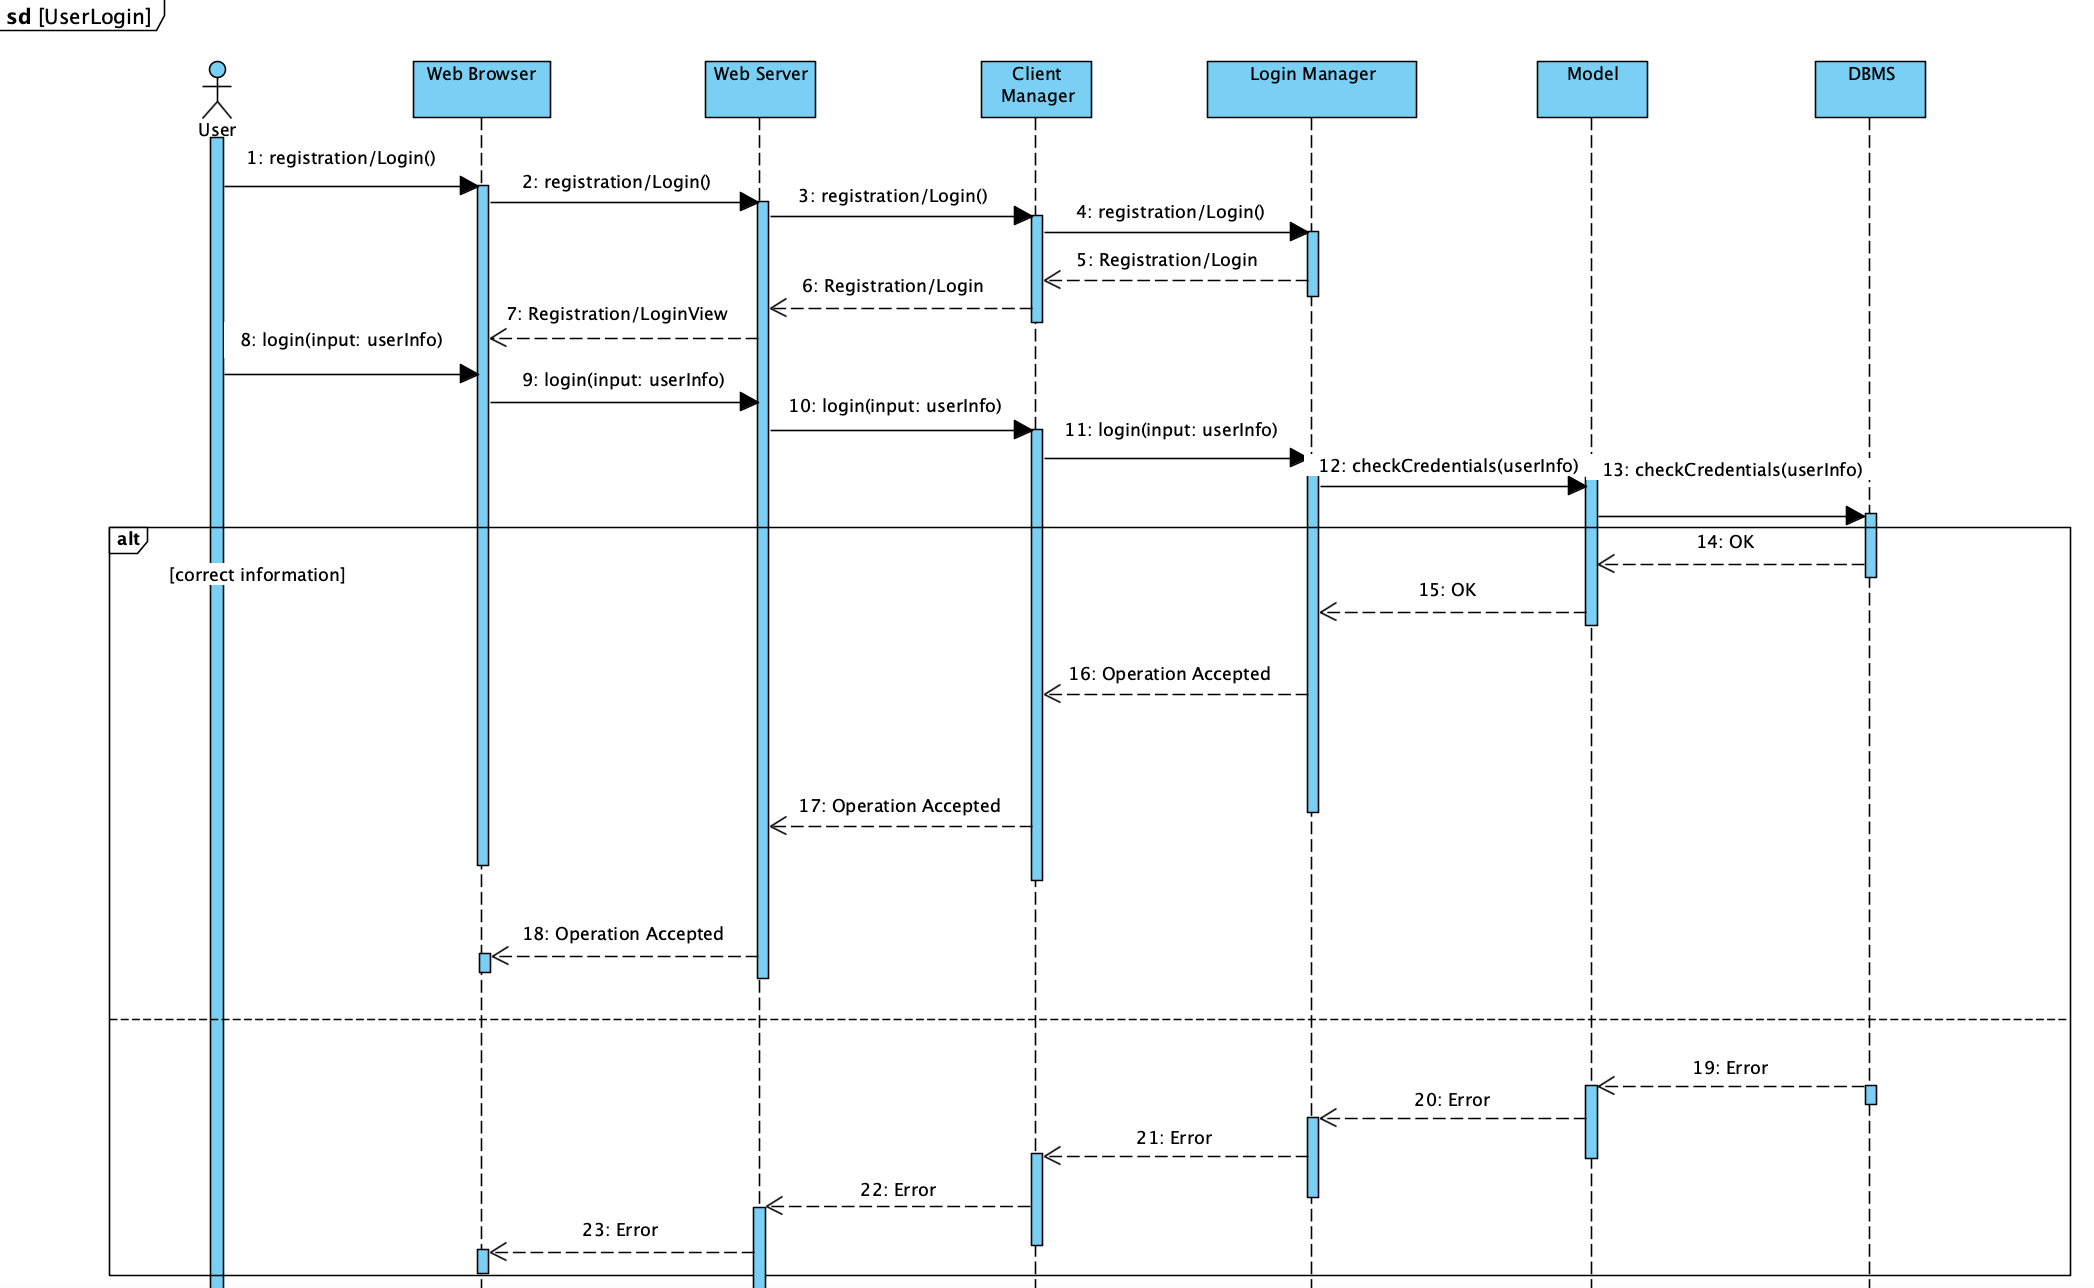 sd [UserLogin]
User
Web Browser
Web Server
Client
Manager
Login Manager
Model
DBMS
1: registration/Login()
2: registration/Login()
3: registration/Login()
4: registration/Login()
5: Registration/Login
6: Registration/Login
7: Registration/LoginView
8: login(input: userInfo)
9: login(input: userInfo)
10: login(input: userInfo)
11: login(input: userInfo)
12: checkCredentials(userInfo)
13: checkCredentials(userInfo)
alt
[correct information]
14: OK
15: OK
16: Operation Accepted
17: Operation Accepted
18: Operation Accepted
19: Error
20: Error
21: Error
22: Error
23: Error